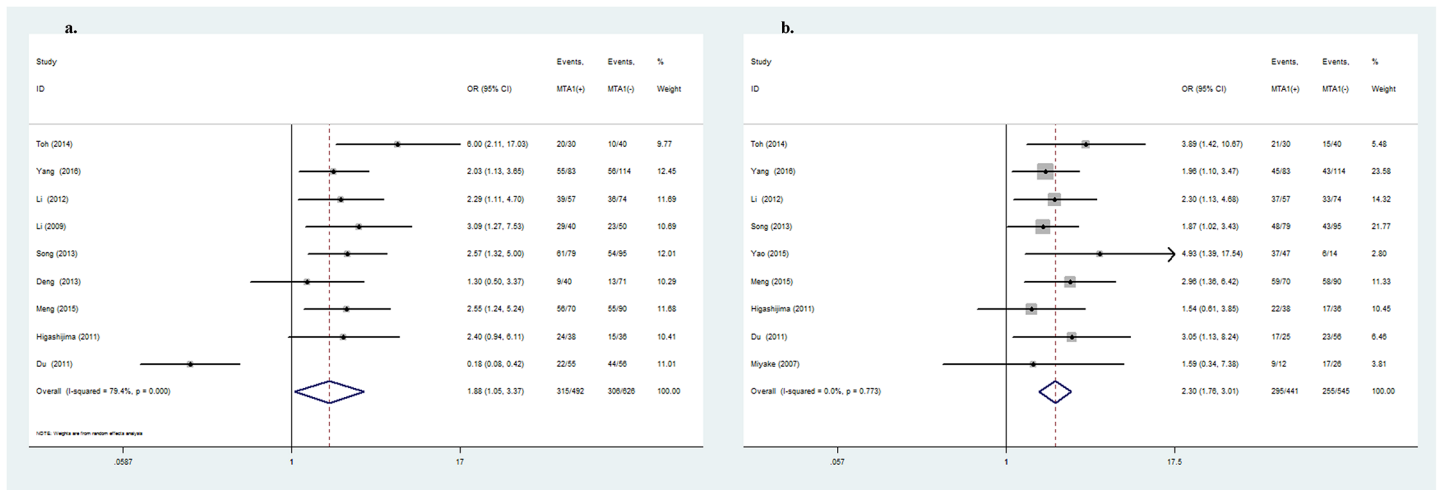 a.
Study Events, Events, %
ID OR (95% CI) MTA1(+) MTA1(-) Weight
Toh (2014) 6.00 (2.11, 17.03) 20/30 10/40 9.77
Yang (2016) 2.03 (1.13, 3.65) 55/83 56/114 12.45
Li (2012) 2.29 (1.11, 4.70) 39/57 36/74 11.69
Li (2009) 3.09 (1.27, 7.53) 29/40 23/50 10.69
Song (2013) 2.57 (1.32, 5.00) 61/79 54/95 12.01
Deng (2013) 1.30 (0.50, 3.37) 9/40 13/71 10.29
Meng (2015) 2.55 (1.24, 5.24) 56/70 55/90 11.68
Higashijima (2011) 2.40 (0.94, 6.11) 24/38 15/36 10.41
Du (2011) 0.18 (0.08, 0.42) 22/55 44/56 11.01
Overall (I-squared = 79.4%, p = 0.000) 1.88 (1.05, 3.37) 315/492 306/626 100.00
NOTE: Weights are from random effects analysis
.0587 1 17
b.
Study Events, Events, %
ID OR (95% CI) MTA1(+) MTA1(-) Weight
Toh (2014) 3.89 (1.42, 10.67) 21/30 15/40 5.48
Yang (2016) 1.96 (1.10, 3.47) 45/83 43/114 23.58
Li (2012) 2.30 (1.13, 4.68) 37/57 33/74 14.32
Song (2013) 1.87 (1.02, 3.43) 48/79 43/95 21.77
Yao (2015) 4.93 (1.39, 17.54) 37/47 6/14 2.80
Meng (2015) 2.96 (1.36, 6.42) 59/70 58/90 11.33
Higashijima (2011) 1.54 (0.61, 3.85) 22/38 17/36 10.45
Du (2011) 3.05 (1.13, 8.24) 17/25 23/56 6.46
Miyake (2007) 1.59 (0.34, 7.38) 9/12 17/26 3.81
Overall (I-squared = 0.0%, p = 0.773) 2.30 (1.76, 3.01) 295/441 255/545 100.00
.057 1 17.5